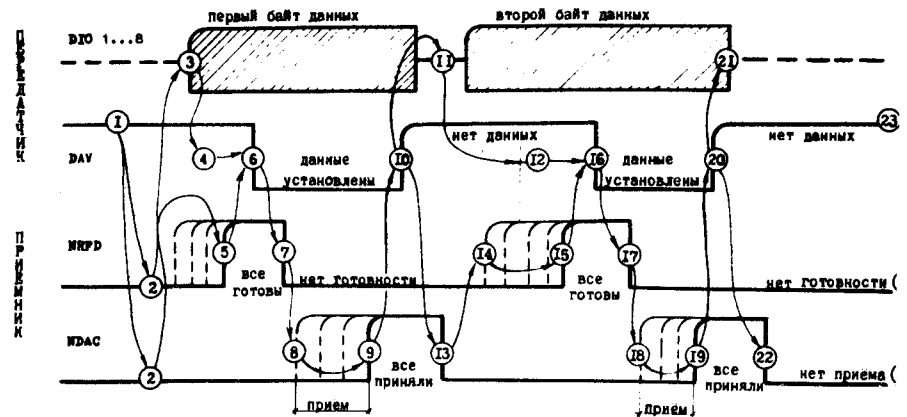 первый байт данных
второй байт данных
ПЕРЕДАТЧИК
DIO 1...8
3
11
21
1
нет данных
нет данных
23
DAV
4
6
10
12
16
20
данные установлены
данные установлены
ПРИЕМНИК
NRFD
2
5
7
14
15
17
все готовы
нет готовности
все готовы
нет готовности (
NDAC
2
8
9
13
18
19
22
все приняли
все приняли
нет приема (
Прием
Прием